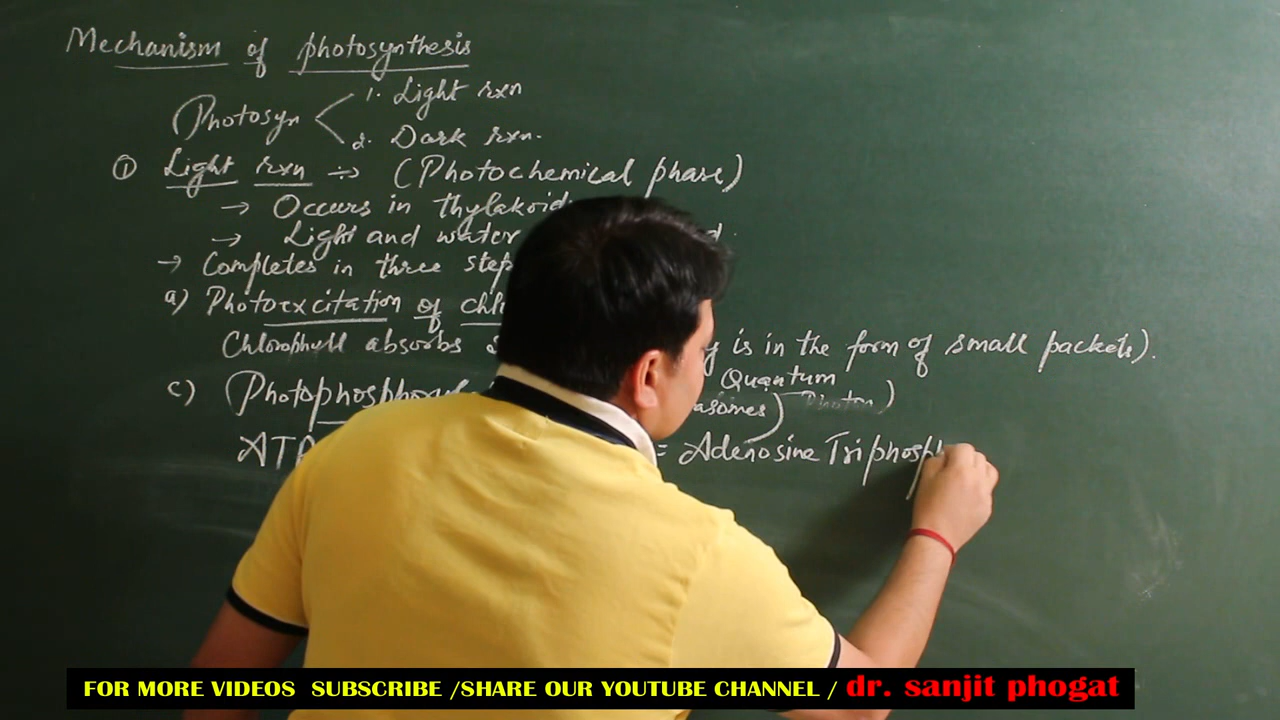 Mechanism of photosynthesis
Photosyn
1. Light rxn
2. Dark rxn.
① Light rxn ÷> (Photochemical phase)
→ Occurs in thylakoid
→ Light and water
→ Completes in three step
a) Photoexcitation of chl
Chlorophyll absorbs is in the form of small packets).
Quantum
Photon)
c) (Photophosphoryl asomes)
ATP = Adenosine Triphosph
FOR MORE VIDEOS SUBSCRIBE /SHARE OUR YOUTUBE CHANNEL / dr. sanjit phogat